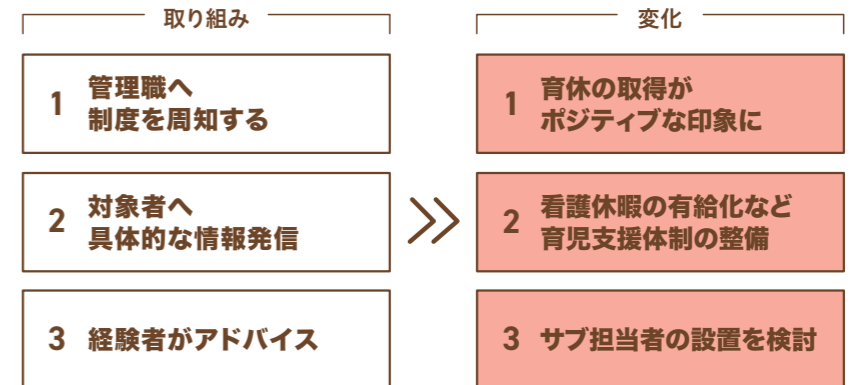 取り組み
1 管理職へ
制度を周知する
2 対象者へ
具体的な情報発信
3 経験者がアドバイス
変化
1 育休の取得が
ポジティブな印象に
2 看護休暇の有給化など
育児支援体制の整備
3 サブ担当者の設置を検討